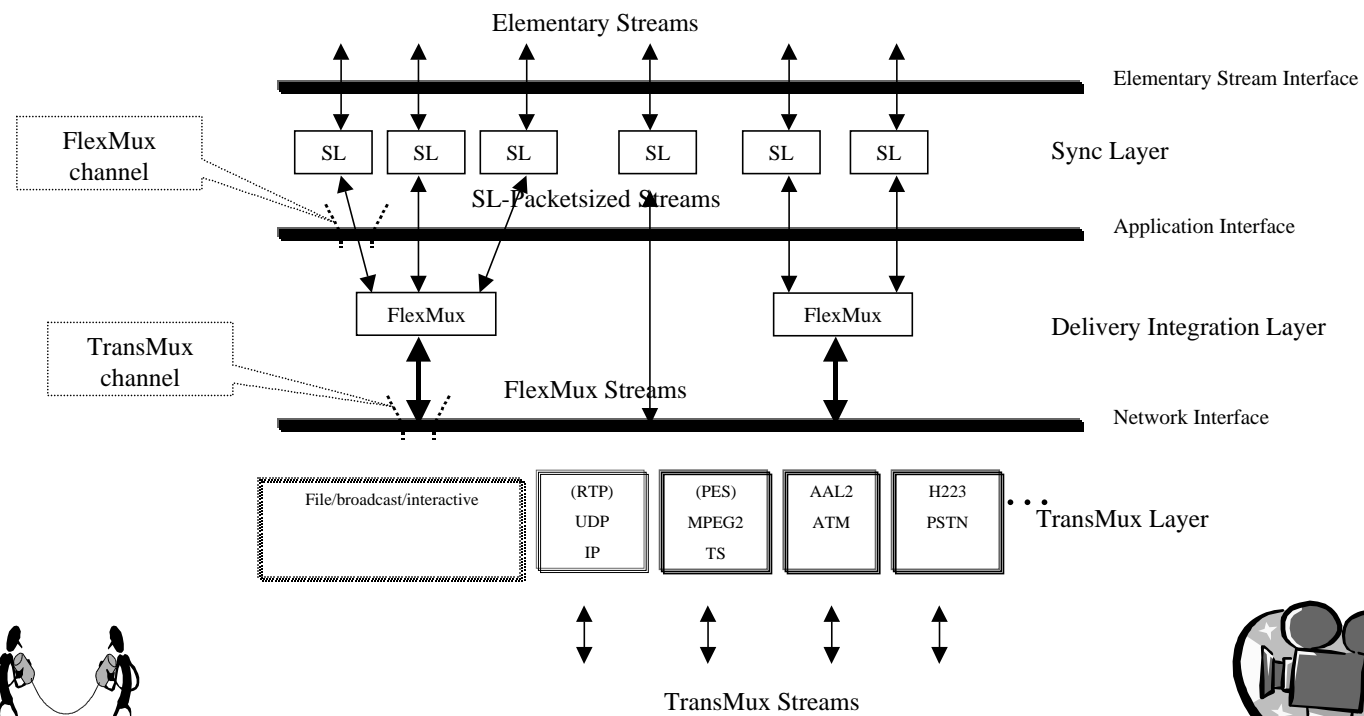 Elementary Streams
Elementary Stream Interface
FlexMux
channel
SL
SL
SL
SL
SL
SL
Sync Layer
SL-Packetsized Streams
Application Interface
FlexMux
FlexMux
Delivery Integration Layer
TransMux
channel
FlexMux Streams
Network Interface
File/broadcast/interactive
(RTP)
UDP
IP
(PES)
MPEG2
TS
AAL2
ATM
H223
PSTN
...
TransMux Layer
TransMux Streams